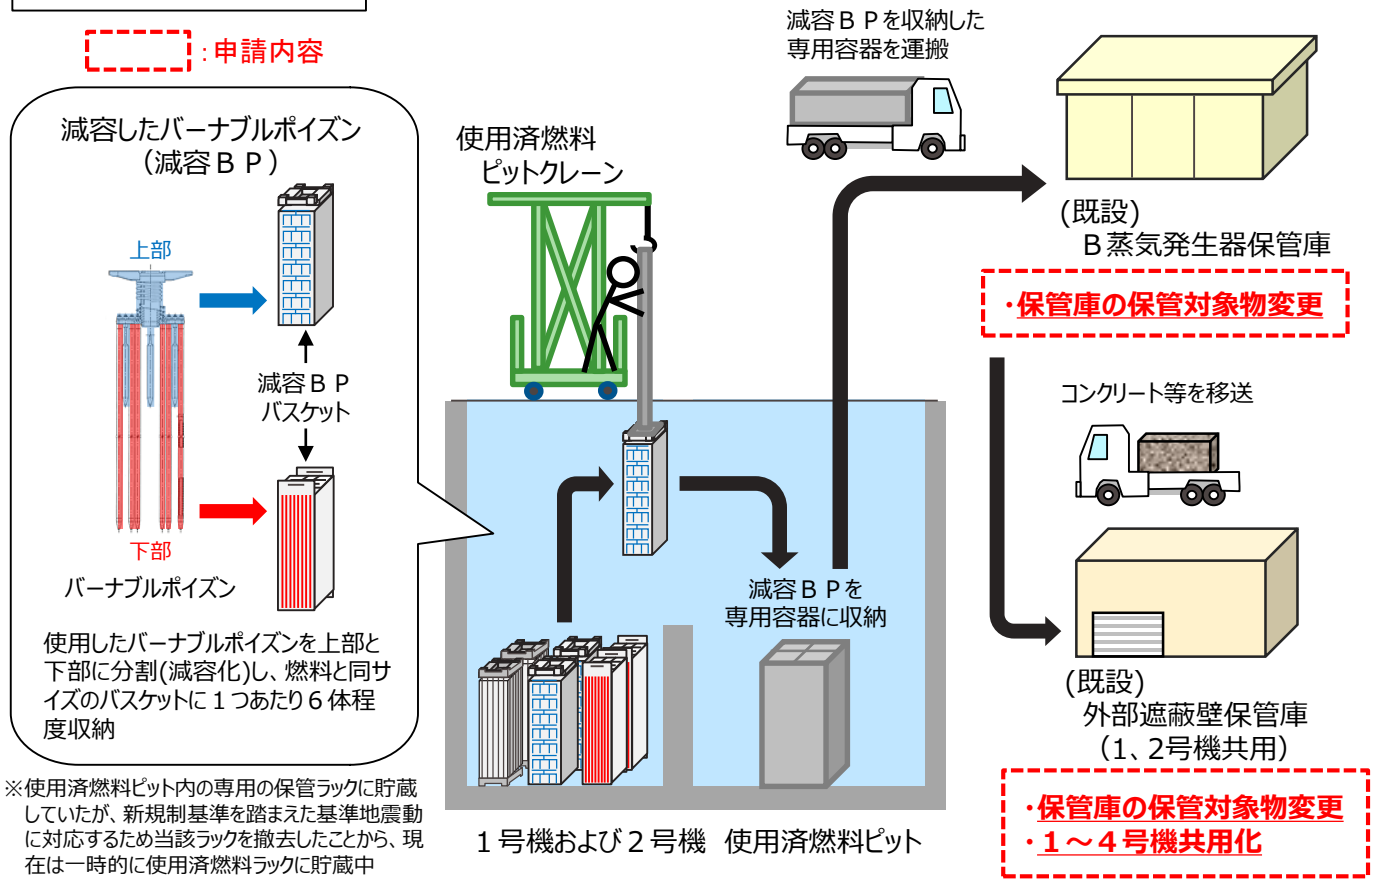 :申請内容
減容したバーナブルポイズン
（減容ＢＰ）
上部
減容ＢＰ
バスケット
下部
バーナブルポイズン
使用したバーナブルポイズンを上部と
下部に分割(減容化)し、燃料と同サ
イズのバスケットに１つあたり６体程
度収納
※使用済燃料ピット内の専用の保管ラックに貯蔵
していたが、新規制基準を踏まえた基準地震動
に対応するため当該ラックを撤去したことから、現
在は一時的に使用済燃料ラックに貯蔵中
使用済燃料
ピットクレーン
減容ＢＰを
専用容器に収納
１号機および２号機 使用済燃料ピット
減容ＢＰを収納した
専用容器を運搬
(既設)
Ｂ蒸気発生器保管庫
・保管庫の保管対象物変更
コンクリート等を移送
(既設)
外部遮蔽壁保管庫
（1、2号機共用）
・保管庫の保管対象物変更
・１～４号機共用化